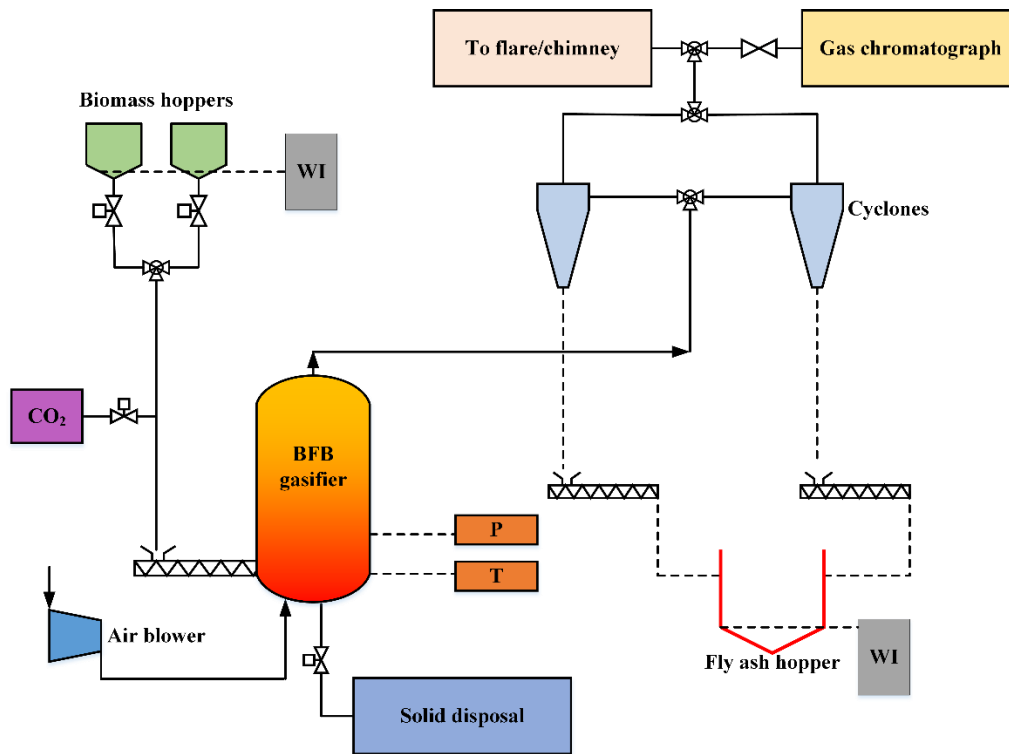 To flare/chimney
Gas chromatograph
Biomass hoppers
WI
Cyclones
CO₂
BFB
gasifier
P
T
Air blower
Fly ash hopper
WI
Solid disposal